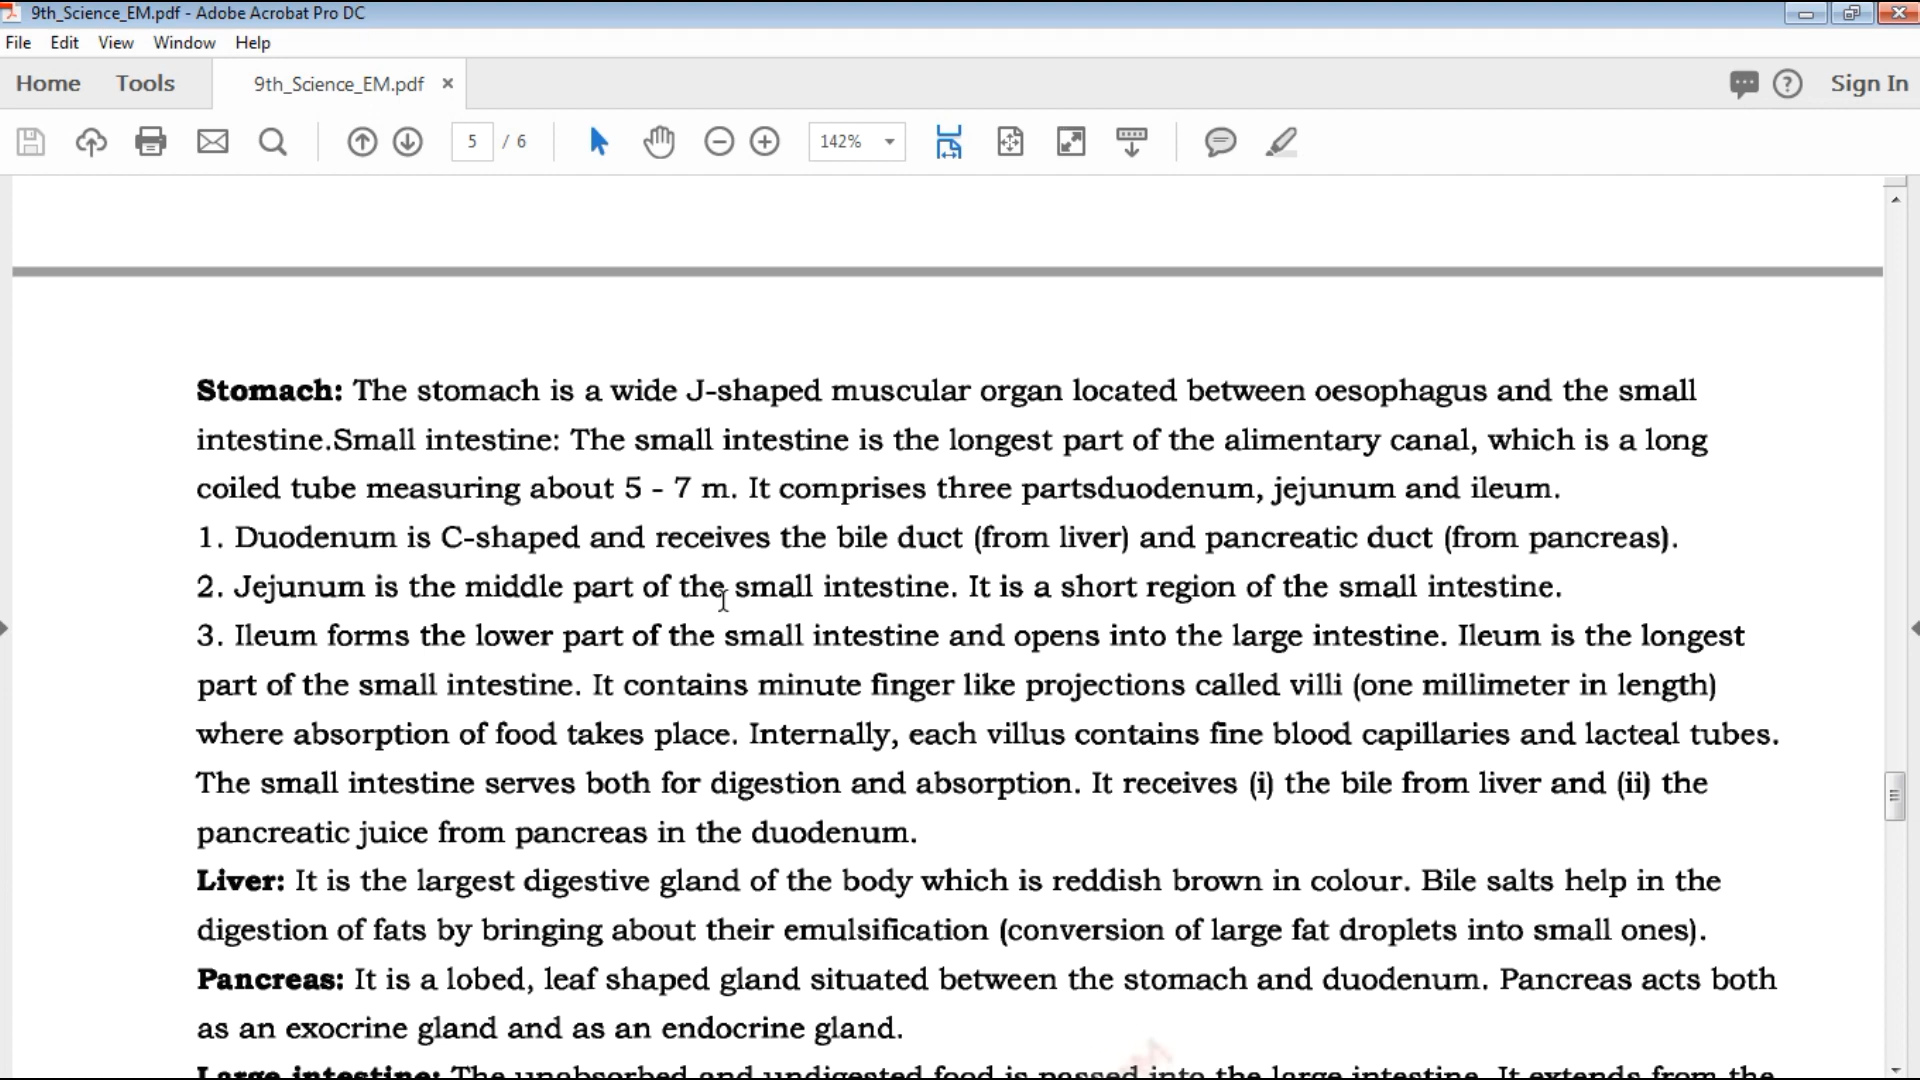 9th_Science_EM.pdf - Adobe Acrobat Pro DC
File Edit View Window Help
Home Tools 9th_Science_EM.pdf × Sign In
5 / 6 142%
Stomach: The stomach is a wide J-shaped muscular organ located between oesophagus and the small
intestine.Small intestine: The small intestine is the longest part of the alimentary canal, which is a long
coiled tube measuring about 5 - 7 m. It comprises three partsduodenum, jejunum and ileum.
1. Duodenum is C-shaped and receives the bile duct (from liver) and pancreatic duct (from pancreas).
2. Jejunum is the middle part of the small intestine. It is a short region of the small intestine.
3. Ileum forms the lower part of the small intestine and opens into the large intestine. Ileum is the longest
part of the small intestine. It contains minute finger like projections called villi (one millimeter in length)
where absorption of food takes place. Internally, each villus contains fine blood capillaries and lacteal tubes.
The small intestine serves both for digestion and absorption. It receives (i) the bile from liver and (ii) the
pancreatic juice from pancreas in the duodenum.
Liver: It is the largest digestive gland of the body which is reddish brown in colour. Bile salts help in the
digestion of fats by bringing about their emulsification (conversion of large fat droplets into small ones).
Pancreas: It is a lobed, leaf shaped gland situated between the stomach and duodenum. Pancreas acts both
as an exocrine gland and as an endocrine gland.
Large intestine: The unabsorbed and undigested food is passed into the large intestine. It extends from the